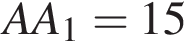 AA₁ = 15